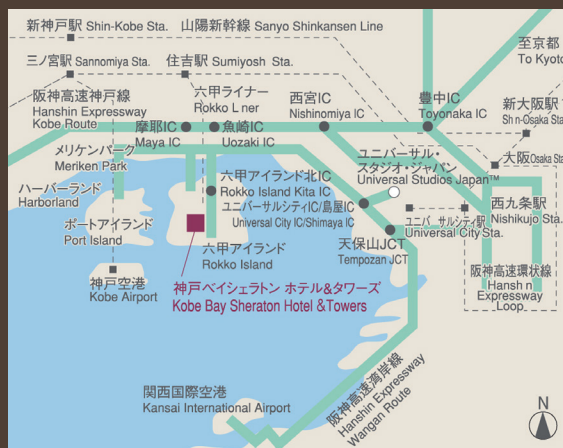 新神戸駅 Shin-Kobe Sta.
山陽新幹線 Sanyo Shinkansen Line
三ノ宮駅 Sannomiya Sta.
住吉駅 Sumiyosh Sta.
至京都
To Kyoto
阪神高速神戸線
Hanshin Expressway
Kobe Route
六甲ライナー
Rokko L ner
西宮IC
Nishinomiya IC
豊中IC
Toyonaka IC
新大阪駅
Sh n-Osaka Sta.
摩耶IC
Maya IC
魚崎IC
Uozaki IC
大阪 Osaka Sta.
メリケンパーク
Meriken Park
ユニバーサル・
スタジオ・ジャパン
Universal Studios Japan™
六甲アイランド北IC
Rokko Island Kita IC
ハーバーランド
Harborland
ユニバーサルシティIC/島屋IC
Universal City IC/Shimaya IC
西九条駅
Nishikujo Sta.
ユニバ サルシティ駅
Universal City Sta.
ポートアイランド
Port Island
六甲アイランド
Rokko Island
天保山JCT
Tempozan JCT
神戸空港
Kobe Airport
神戸ベイシェラトン ホテル&タワーズ
Kobe Bay Sheraton Hotel &Towers
阪神高速環状線
Hansh n
Expressway
Loop
阪神高速湾岸線
Hanshin Expressway
Wangan Route
関西国際空港
Kansai International Airport
N